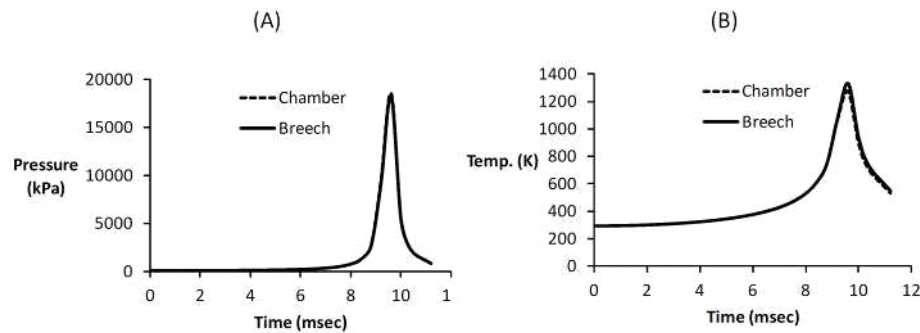 (A)
20000
15000
10000
5000
0
Pressure
(kPa)
Chamber
Breech
0 2 4 6 8 10 1
Time (msec)
(B)
1400
1200
1000
800
600
400
200
0
Temp. (K)
Chamber
Breech
0 2 4 6 8 10 12
Time (msec)